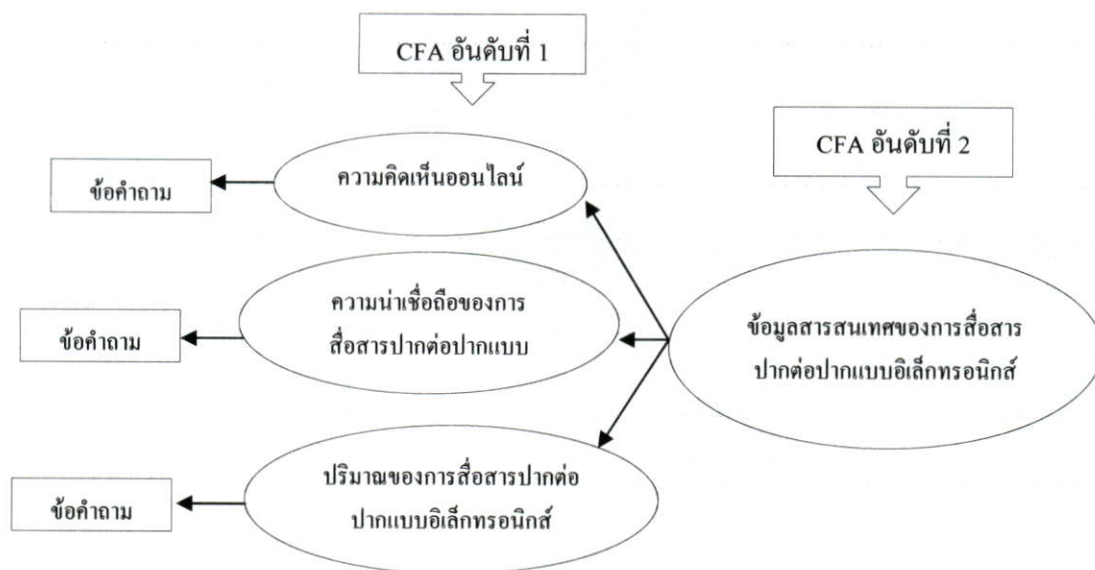 CFA อันดับที่ 1
CFA อันดับที่ 2
ความคิดเห็นออนไลน์
ข้อคำถาม
ความน่าเชื่อถือของการ
สื่อสารปากต่อปากแบบ
ข้อคำถาม
ข้อมูลสารสนเทศของการสื่อสาร
ปากต่อปากแบบอิเล็กทรอนิกส์
ปริมาณของการสื่อสารปากต่อ
ปากแบบอิเล็กทรอนิกส์
ข้อคำถาม